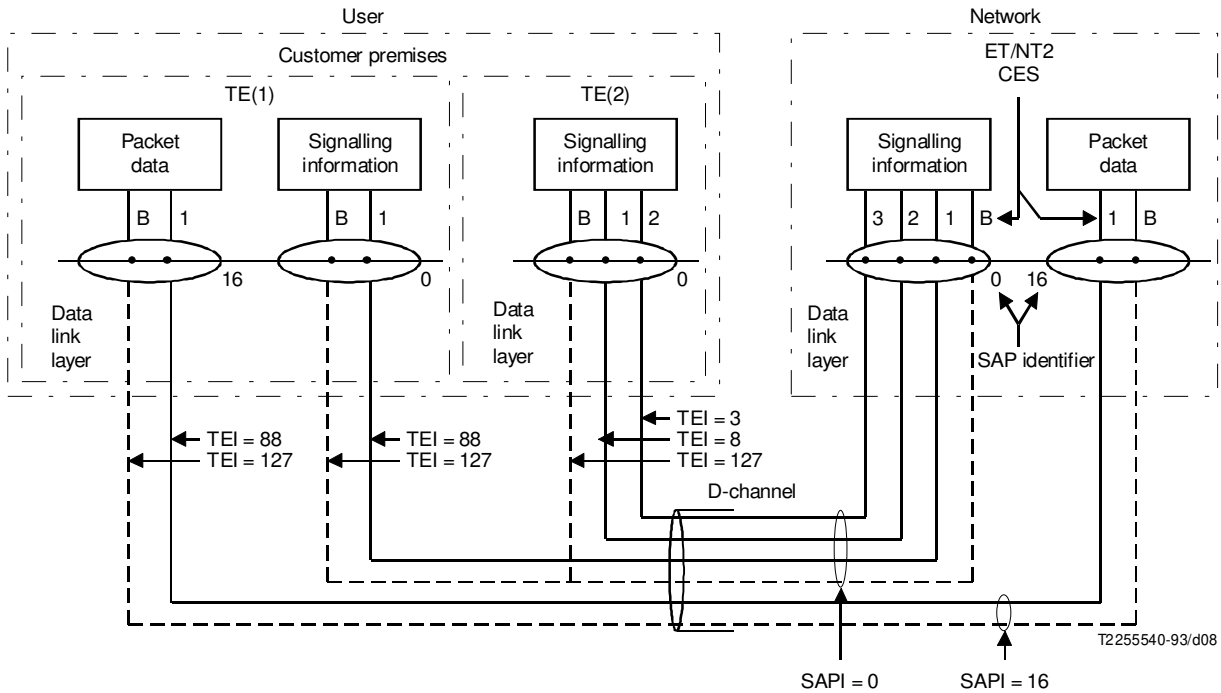 User
Network
Customer premises
ET/NT2
CES
TE(1)
TE(2)
Packet
data
Signalling
information
Signalling
information
Signalling
information
Packet
data
B 1
B 1
B 1 2
3 2 1 B
1 B
16
0
0
0 16
Data
link
layer
Data
link
layer
Data
link
layer
SAP identifier
TEI = 88
TEI = 127
TEI = 88
TEI = 127
TEI = 3
TEI = 8
TEI = 127
D-channel
T2255540-93/d08
SAPI = 0
SAPI = 16